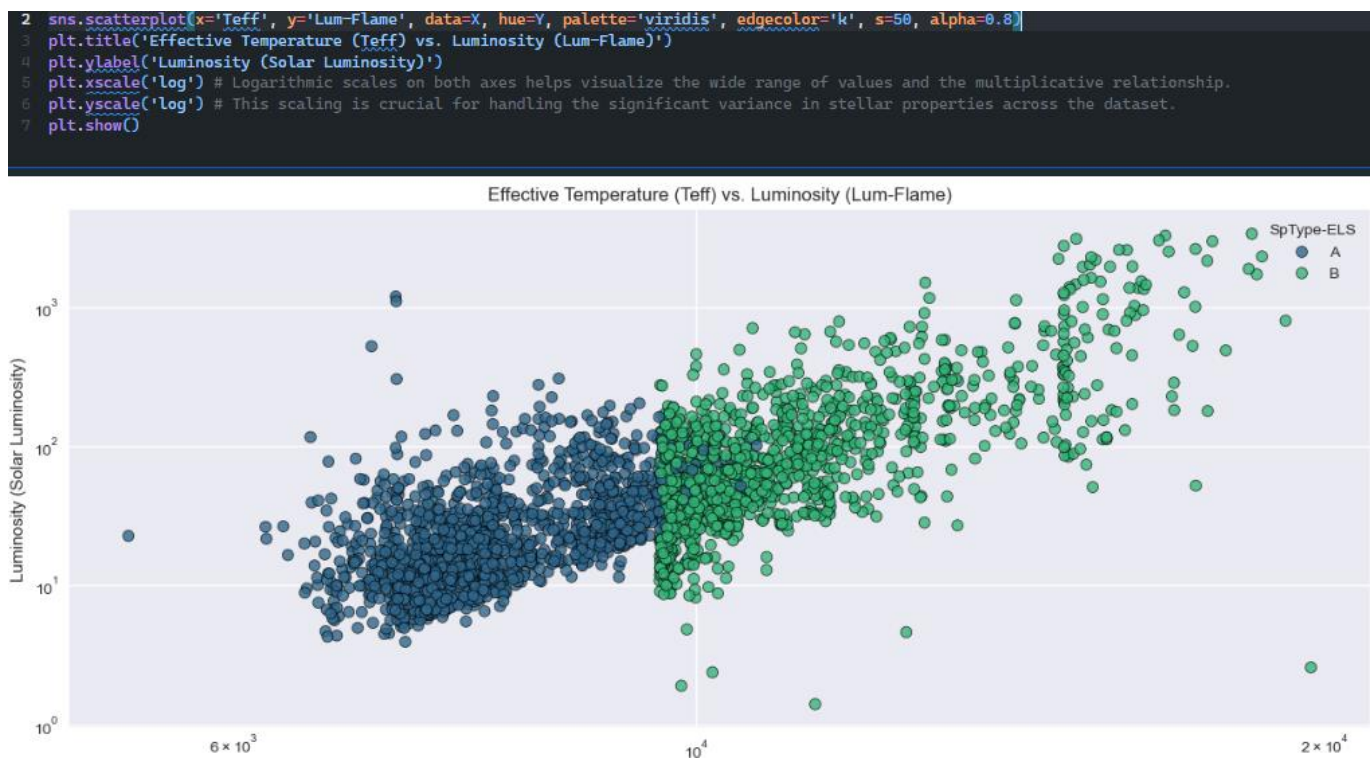 2 sns.scatterplot(x='Teff', y='Lum-Flame', data=X, hue=Y, palette='viridis', edgecolor='k', s=50, alpha=0.8)
3 plt.title('Effective Temperature (Teff) vs. Luminosity (Lum-Flame)')
4 plt.ylabel('Luminosity (Solar Luminosity)')
5 plt.xscale('log') # Logarithmic scales on both axes helps visualize the wide range of values and the multiplicative relationship.
6 plt.yscale('log') # This scaling is crucial for handling the significant variance in stellar properties across the dataset.
7 plt.show()
Effective Temperature (Teff) vs. Luminosity (Lum-Flame)
SpType-ELS
A
B
Luminosity (Solar Luminosity)
10³
10²
10¹
10⁰
6 × 10³
10⁴
2 × 10⁴